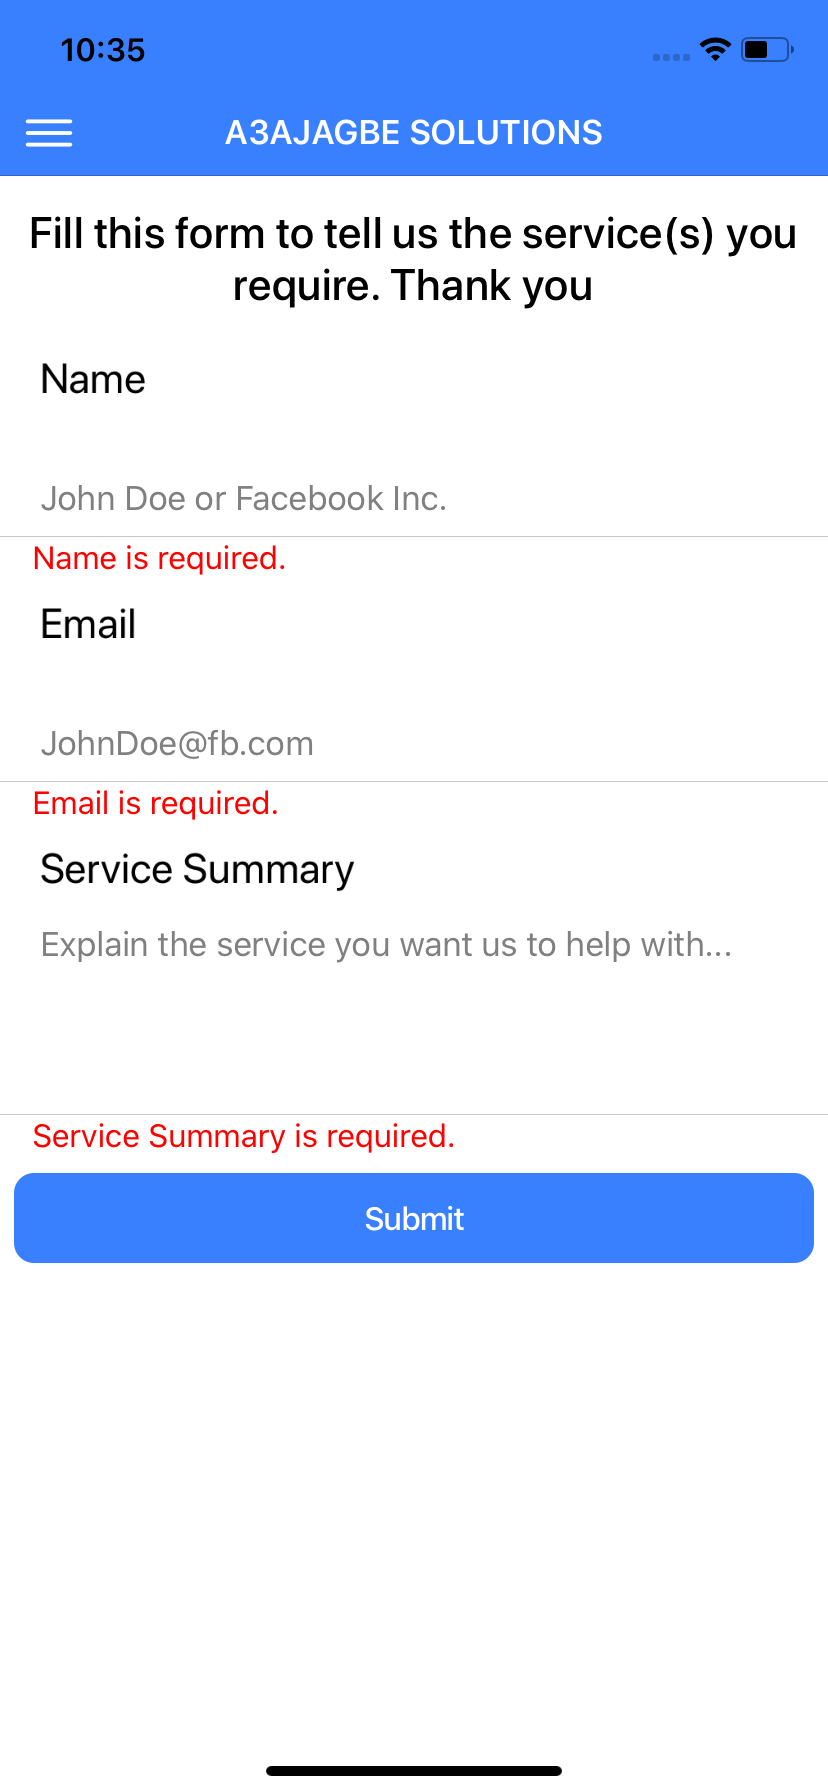 10:35
A3AJAGBE SOLUTIONS
Fill this form to tell us the service(s) you
require. Thank you
Name
John Doe or Facebook Inc.
Name is required.
Email
JohnDoe@fb.com
Email is required.
Service Summary
Explain the service you want us to help with...
Service Summary is required.
Submit